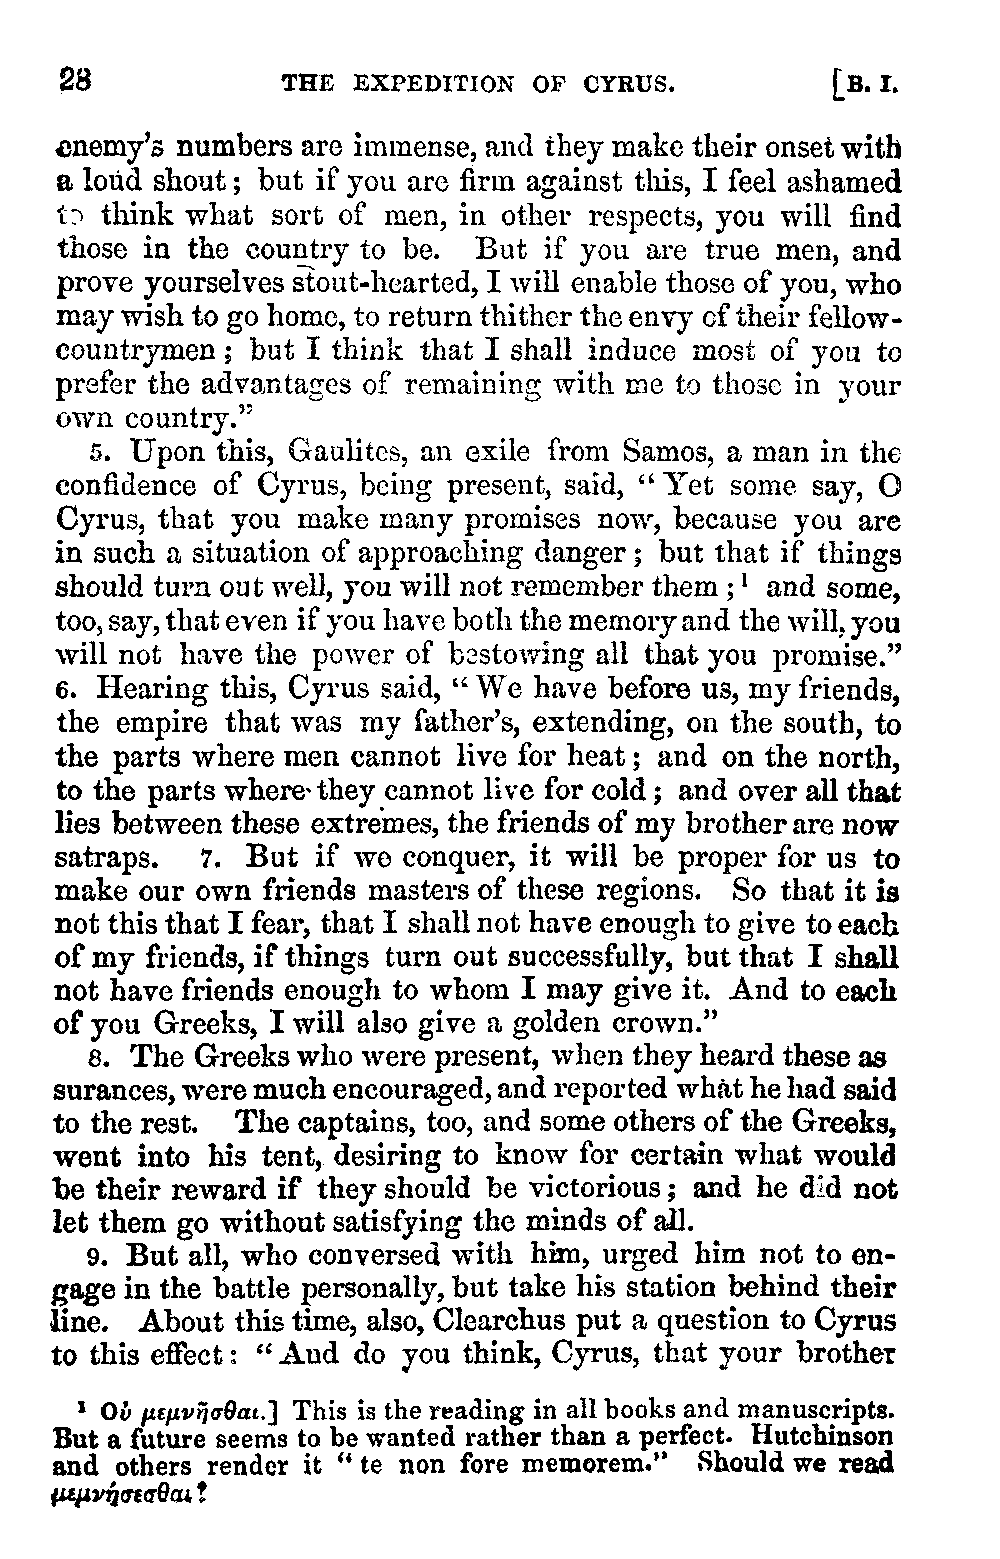 28 THE EXPEDITION OF CYRUS. [B. I.
enemy's numbers are immense, and they make their onset with
a loud shout; but if you are firm against this, I feel ashamed
to think what sort of men, in other respects, you will find
those in the country to be. But if you are true men, and
prove yourselves stout-hearted, I will enable those of you, who
may wish to go home, to return thither the envy of their fellow-
countrymen; but I think that I shall induce most of you to
prefer the advantages of remaining with me to those in your
own country."
5. Upon this, Gaulites, an exile from Samos, a man in the
confidence of Cyrus, being present, said, "Yet some say, O
Cyrus, that you make many promises now, because you are
in such a situation of approaching danger; but that if things
should turn out well, you will not remember them;¹ and some,
too, say, that even if you have both the memory and the will, you
will not have the power of bestowing all that you promise."
6. Hearing this, Cyrus said, "We have before us, my friends,
the empire that was my father's, extending, on the south, to
the parts where men cannot live for heat; and on the north,
to the parts where they cannot live for cold; and over all that
lies between these extremes, the friends of my brother are now
satraps. 7. But if we conquer, it will be proper for us to
make our own friends masters of these regions. So that it is
not this that I fear, that I shall not have enough to give to each
of my friends, if things turn out successfully, but that I shall
not have friends enough to whom I may give it. And to each
of you Greeks, I will also give a golden crown."
8. The Greeks who were present, when they heard these as
surances, were much encouraged, and reported what he had said
to the rest. The captains, too, and some others of the Greeks,
went into his tent, desiring to know for certain what would
be their reward if they should be victorious; and he did not
let them go without satisfying the minds of all.
9. But all, who conversed with him, urged him not to en-
gage in the battle personally, but take his station behind their
line. About this time, also, Clearchus put a question to Cyrus
to this effect: "And do you think, Cyrus, that your brother
¹ Οὐ μεμνῆσθαι.] This is the reading in all books and manuscripts.
But a future seems to be wanted rather than a perfect. Hutchinson
and others render it "te non fore memorem." Should we read
μεμνήσεσθαι?